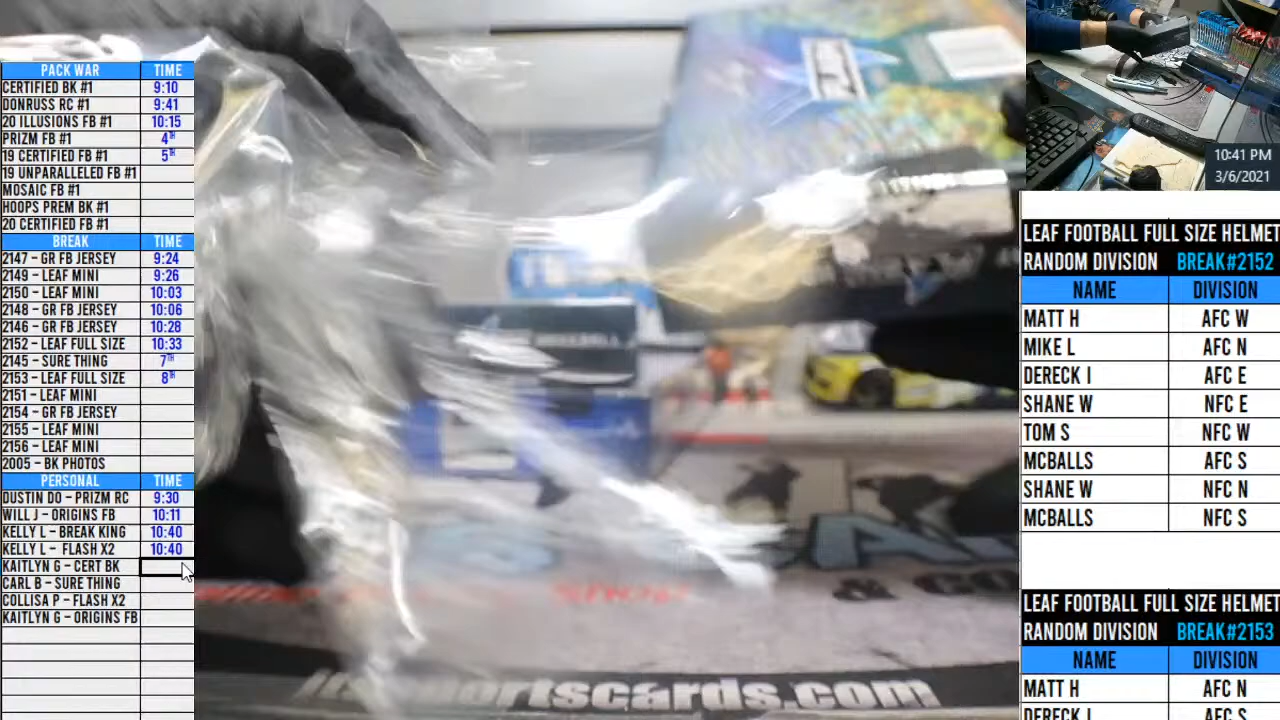 PACK WAR TIME
CERTIFIED BK #1 9:10
DONRUSS RC #1 9:41
20 ILLUSIONS FB #1 10:15
PRIZM FB #1 4TH
19 CERTIFIED FB #1 5TH
19 UNPARALLELED FB #1
MOSAIC FB #1
HOOPS PREM BK #1
20 CERTIFIED FB #1
BREAK TIME
2147 - GR FB JERSEY 9:24
2149 - LEAF MINI 9:26
2150 - LEAF MINI 10:03
2148 - GR FB JERSEY 10:06
2146 - GR FB JERSEY 10:28
2152 - LEAF FULL SIZE 10:33
2145 - SURE THING 7TH
2153 - LEAF FULL SIZE 8TH
2151 - LEAF MINI
2154 - GR FB JERSEY
2155 - LEAF MINI
2156 - LEAF MINI
2005 - BK PHOTOS
PERSONAL TIME
DUSTIN DO - PRIZM RC 9:30
WILL J - ORIGINS FB 10:11
KELLY L - BREAK KING 10:40
KELLY L - FLASH X2 10:40
KAITLYN G - CERT BK
CARL B - SURE THING
COLLISA P - FLASH X2
KAITLYN G - ORIGINS FB
& CO
sportscards.com
10:41 PM
3/6/2021
LEAF FOOTBALL FULL SIZE HELMET
RANDOM DIVISION BREAK#2152
NAME DIVISION
MATT H AFC W
MIKE L AFC N
DERECK I AFC E
SHANE W NFC E
TOM S NFC W
MCBALLS AFC S
SHANE W NFC N
MCBALLS NFC S
LEAF FOOTBALL FULL SIZE HELMET
RANDOM DIVISION BREAK#2153
NAME DIVISION
MATT H AFC N
DERECK I AFC S